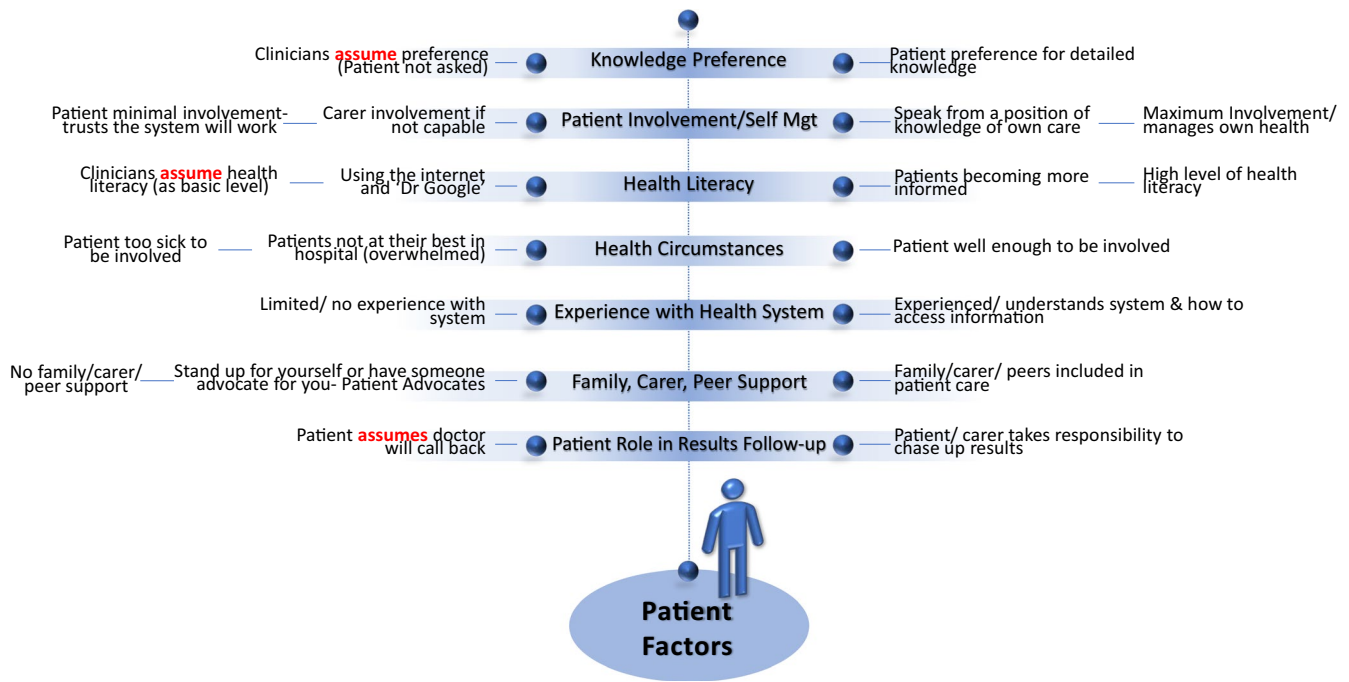 Clinicians assume preference
(Patient not asked)
Knowledge Preference
Patient preference for detailed
knowledge
Patient minimal involvement-
trusts the system will work
Carer involvement if
not capable
Patient Involvement/Self Mgt
Speak from a position of
knowledge of own care
Maximum Involvement/
manages own health
Clinicians assume health
literacy (as basic level)
Using the internet
and ‘Dr Google’
Health Literacy
Patients becoming more
informed
High level of health
literacy
Patient too sick to
be involved
Patients not at their best in
hospital (overwhelmed)
Health Circumstances
Patient well enough to be involved
Limited/ no experience with
system
Experience with Health System
Experienced/ understands system & how to
access information
No family/carer/
peer support
Stand up for yourself or have someone
advocate for you- Patient Advocates
Family, Carer, Peer Support
Family/carer/ peers included in
patient care
Patient assumes doctor
will call back
Patient Role in Results Follow-up
Patient/ carer takes responsibility to
chase up results
Patient
Factors